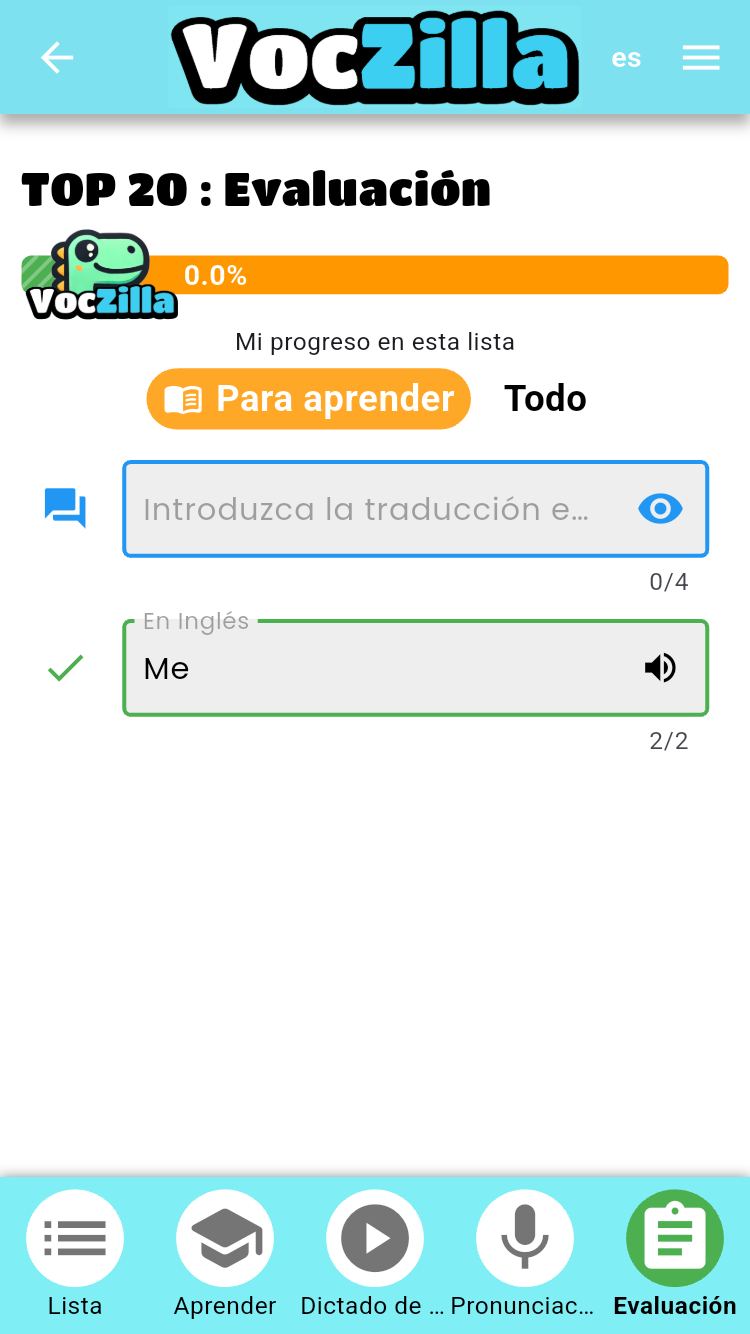 VocZilla
es
TOP 20 : Evaluación
VocZilla
0.0%
Mi progreso en esta lista
Para aprender
Todo
Introduzca la traducción e...
0/4
En Inglés
Me
2/2
Lista
Aprender
Dictado de ...
Pronunciac...
Evaluación